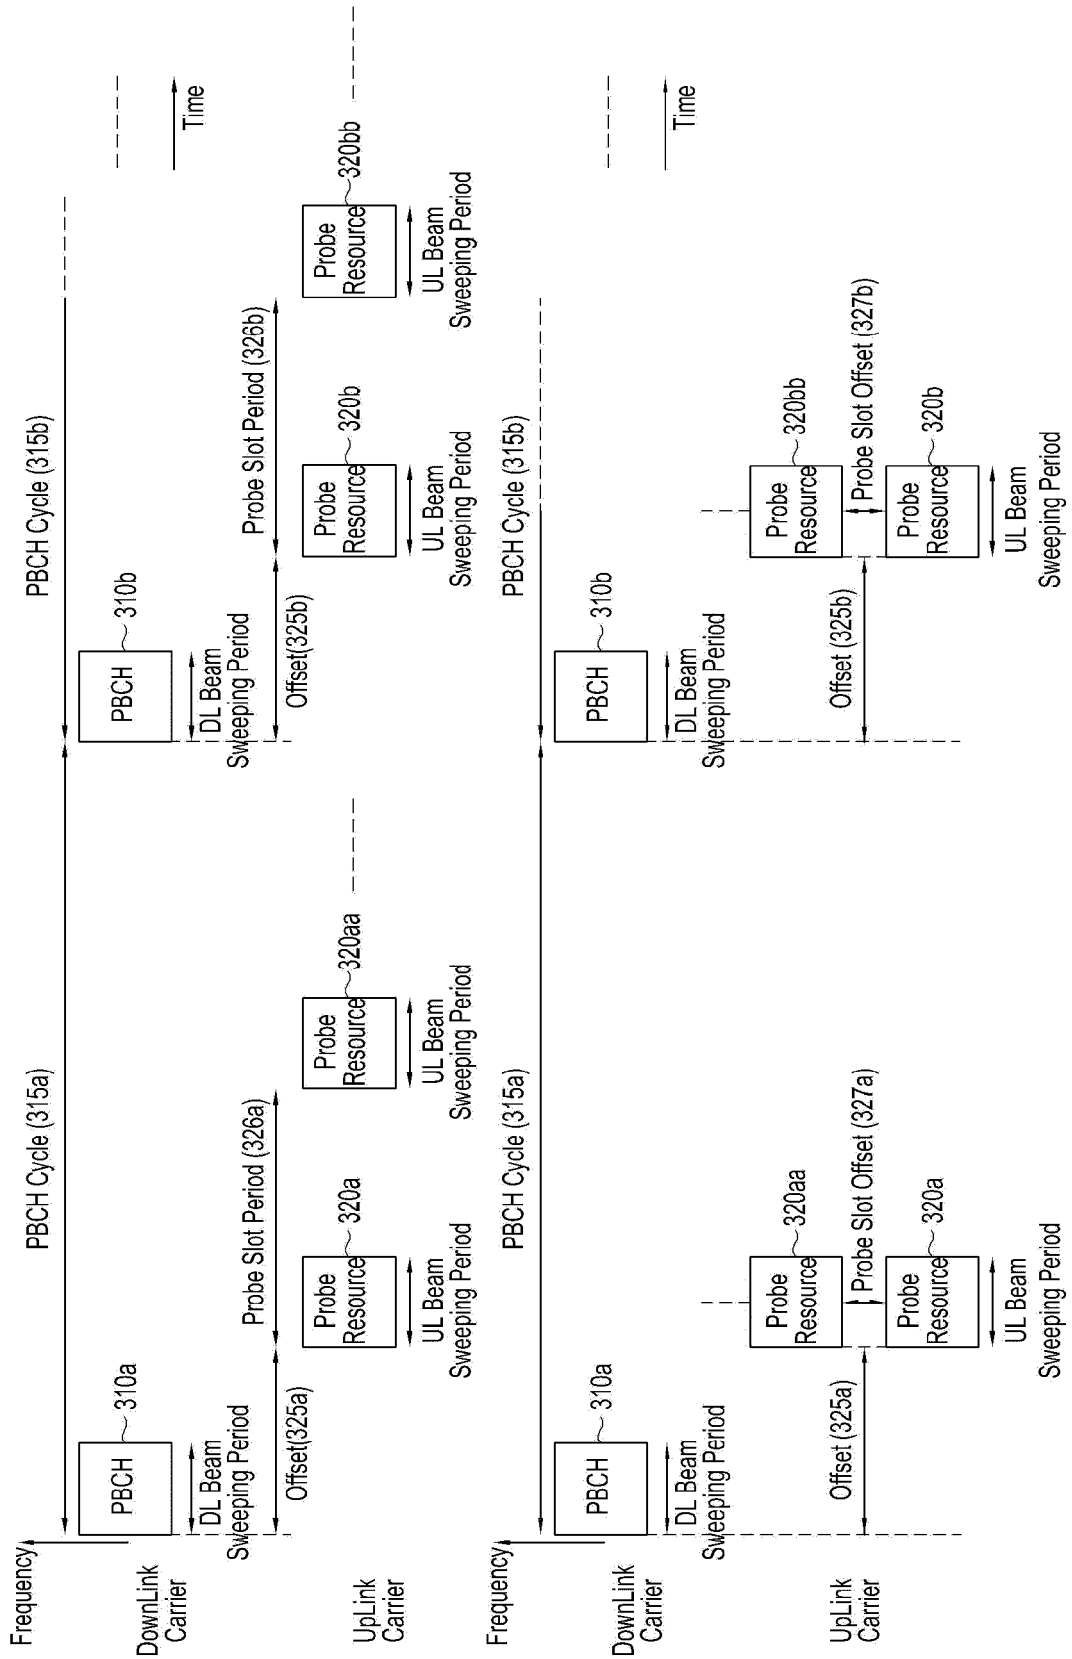 Frequency
PBCH Cycle (315a)
PBCH Cycle (315b)
DownLink
Carrier
PBCH
310a
PBCH
310b
Time
DL Beam
Sweeping Period
DL Beam
Sweeping Period
Probe Slot Period (326a)
Probe Slot Period (326b)
Offset(325a)
Offset(325b)
UpLink
Carrier
Probe
Resource
320a
Probe
Resource
320aa
Probe
Resource
320b
Probe
Resource
320bb
UL Beam
Sweeping Period
UL Beam
Sweeping Period
UL Beam
Sweeping Period
UL Beam
Sweeping Period
Frequency
PBCH Cycle (315a)
PBCH Cycle (315b)
DownLink
Carrier
PBCH
310a
PBCH
310b
Time
DL Beam
Sweeping Period
DL Beam
Sweeping Period
Probe
Resource
320aa
Probe
Resource
320bb
UpLink
Carrier
Offset (325a)
Probe Slot Offset (327a)
Offset (325b)
Probe Slot Offset (327b)
Probe
Resource
320a
Probe
Resource
320b
UL Beam
Sweeping Period
UL Beam
Sweeping Period